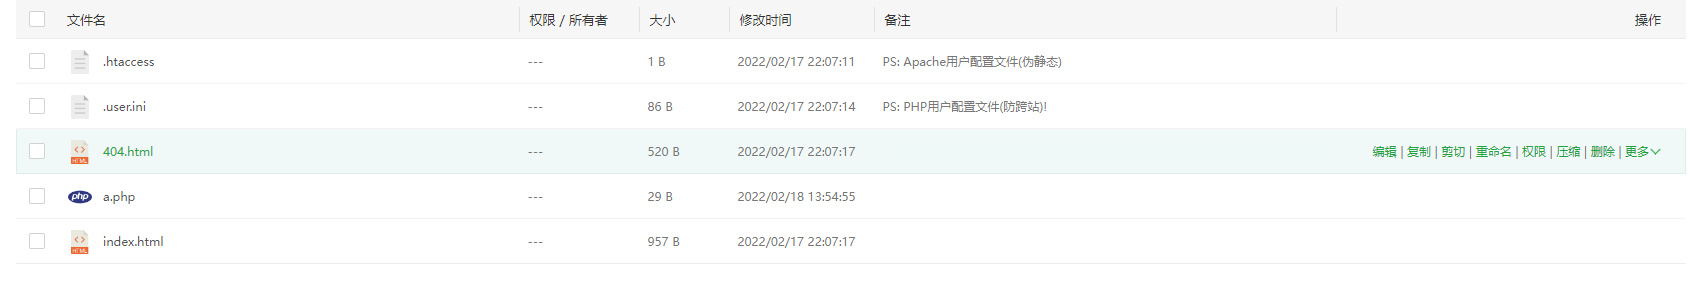 文件名 权限 / 所有者 大小 修改时间 备注 操作
.htaccess --- 1 B 2022/02/17 22:07:11 PS: Apache用户配置文件(伪静态)
.user.ini --- 86 B 2022/02/17 22:07:14 PS: PHP用户配置文件(防跨站)!
HTML 404.html --- 520 B 2022/02/17 22:07:17 编辑 | 复制 | 剪切 | 重命名 | 权限 | 压缩 | 删除 | 更多
php a.php --- 29 B 2022/02/18 13:54:55
HTML index.html --- 957 B 2022/02/17 22:07:17